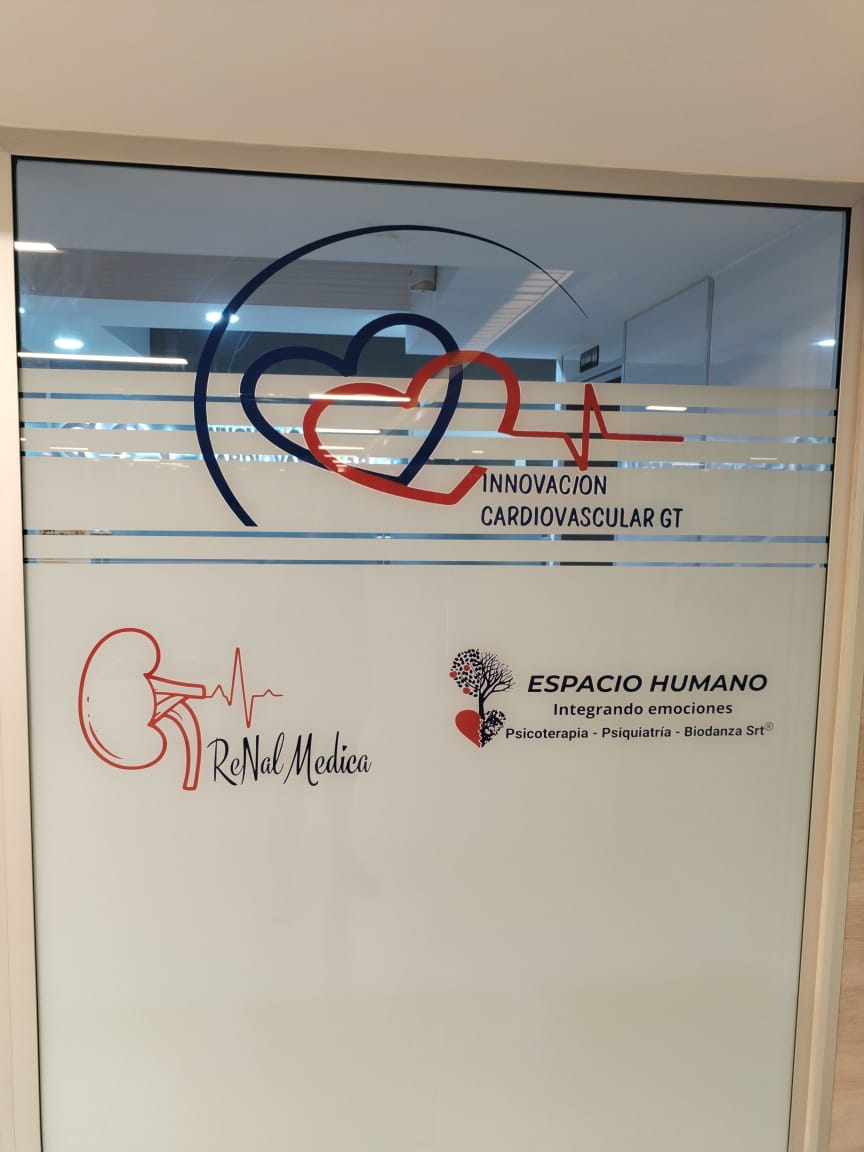 INNOVACION
CARDIOVASCULAR GT
ReNal Medica
ESPACIO HUMANO
Integrando emociones
Psicoterapia - Psiquiatría - Biodanza Srt®